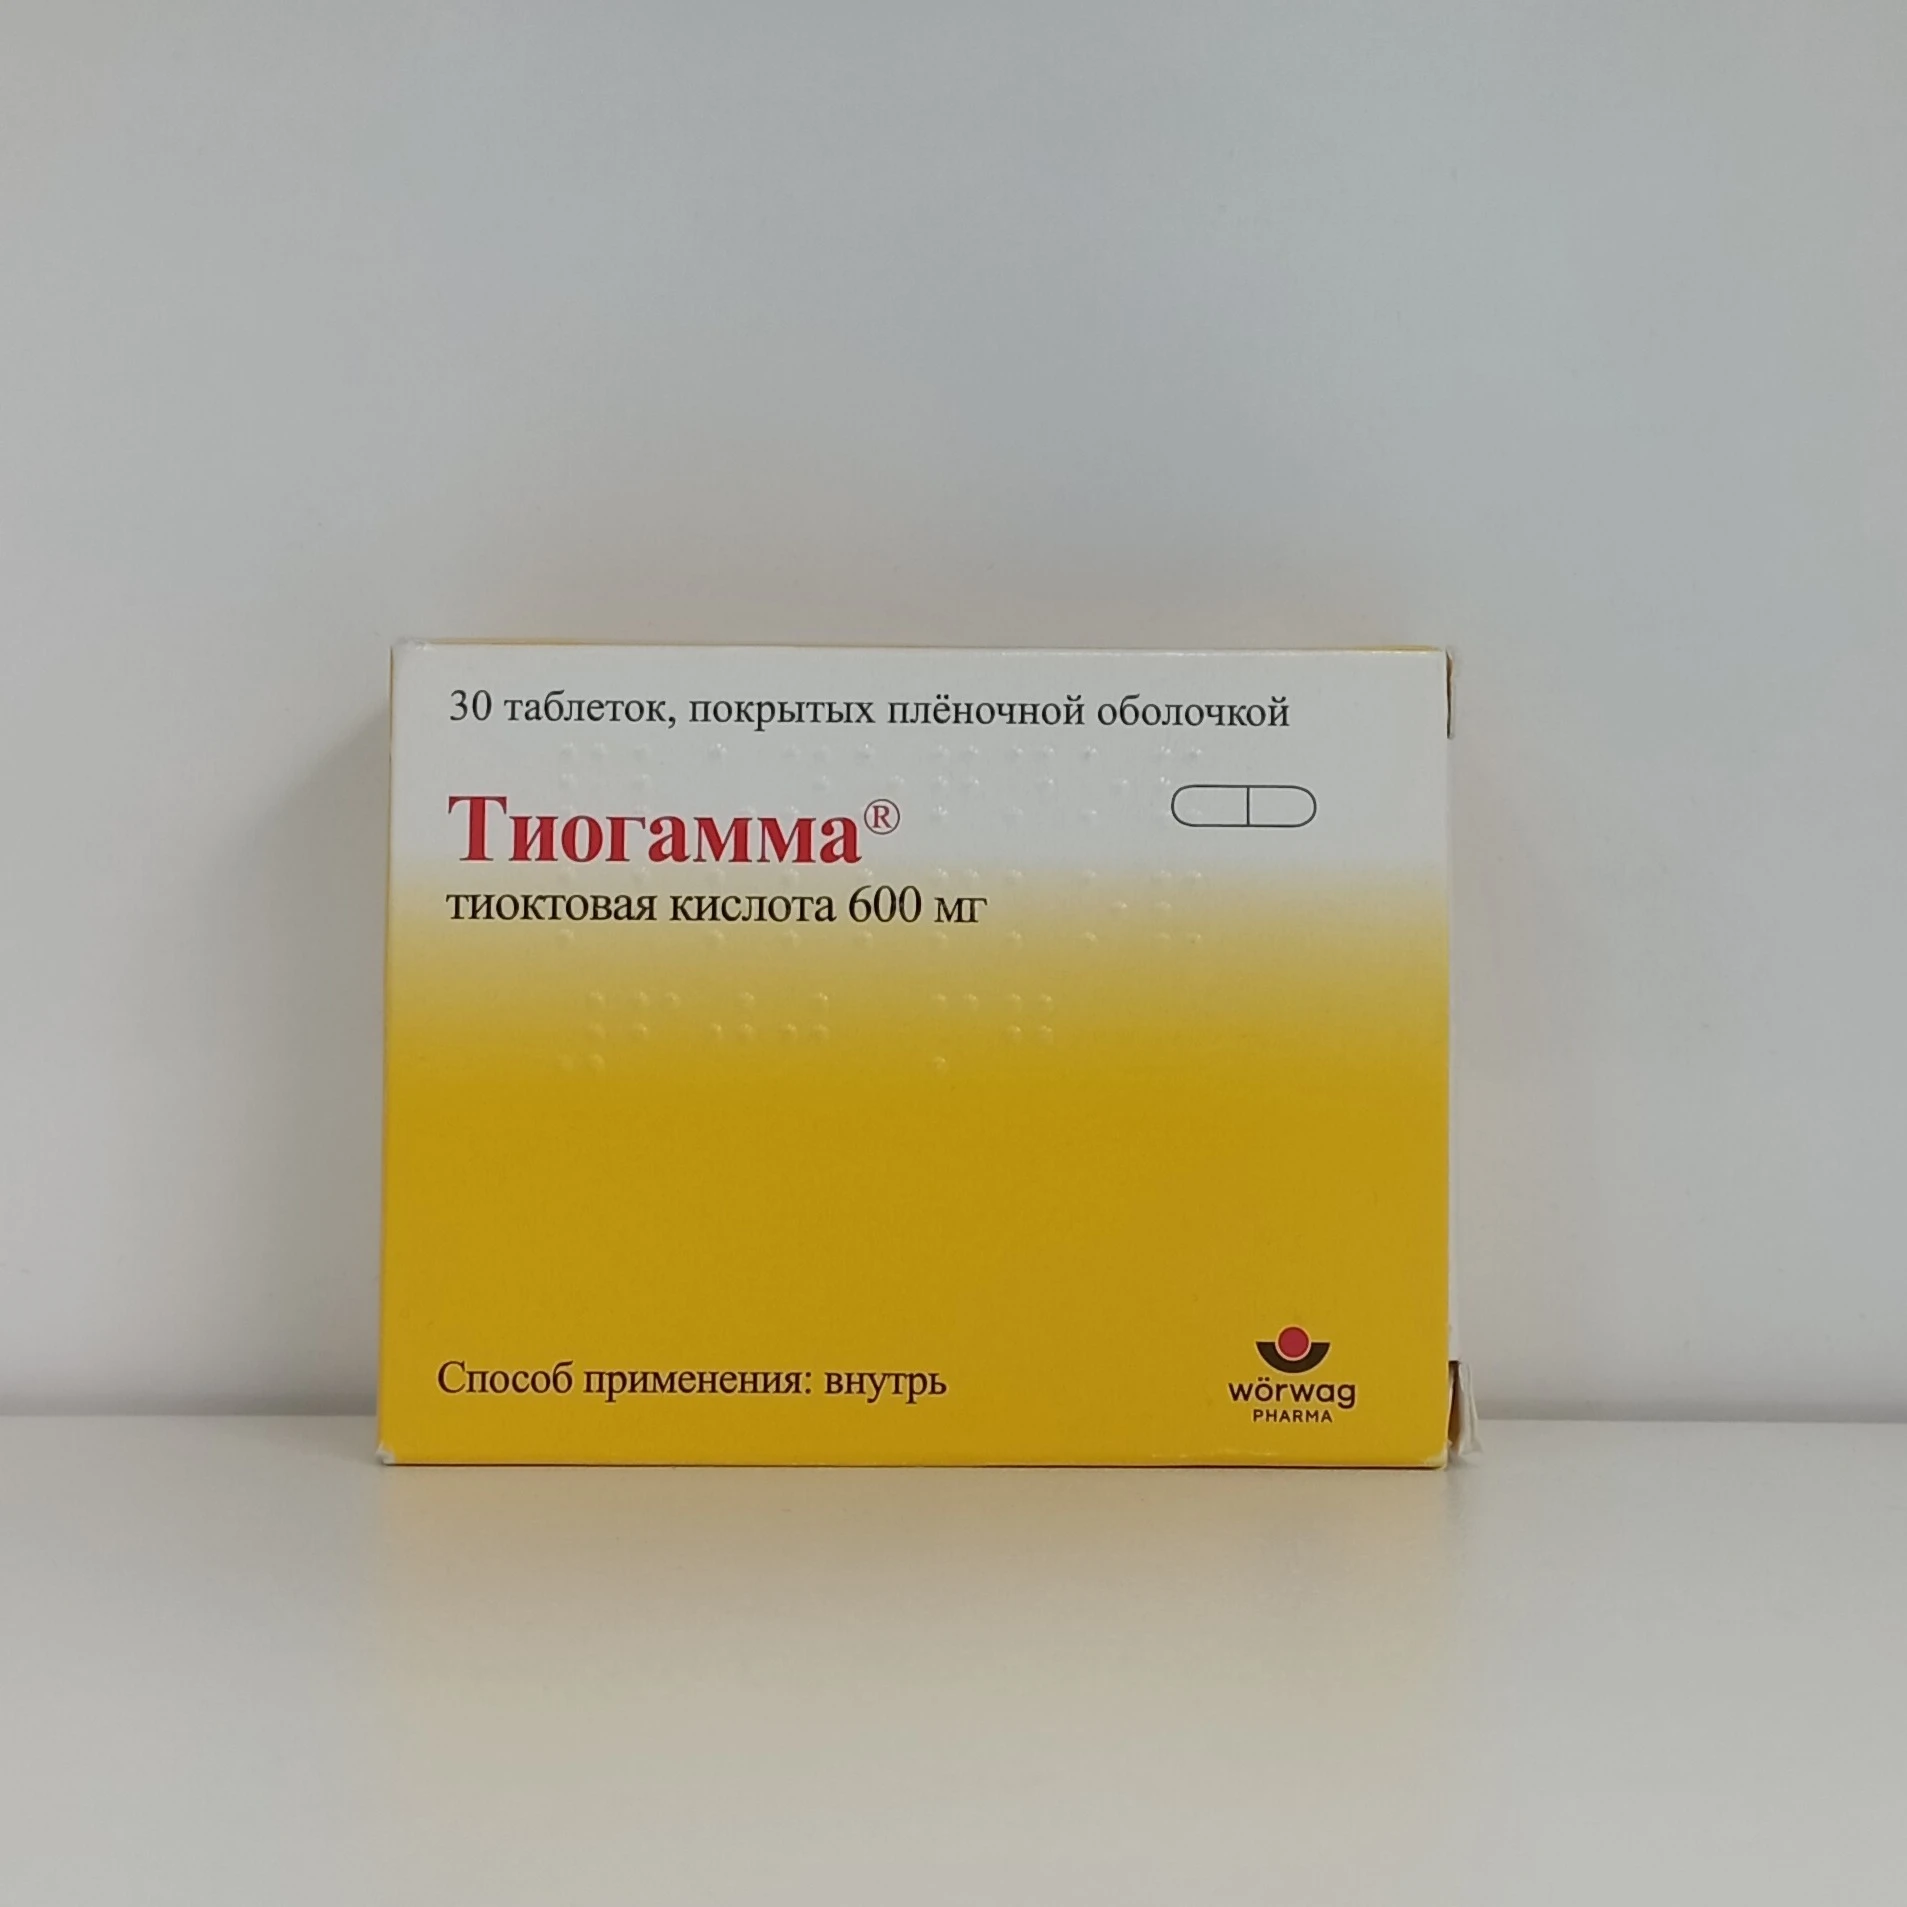 30 таблеток, покрытых плёночной оболочкой
Тиогамма®
тиоктовая кислота 600 мг
Способ применения: внутрь
wörwag
PHARMA